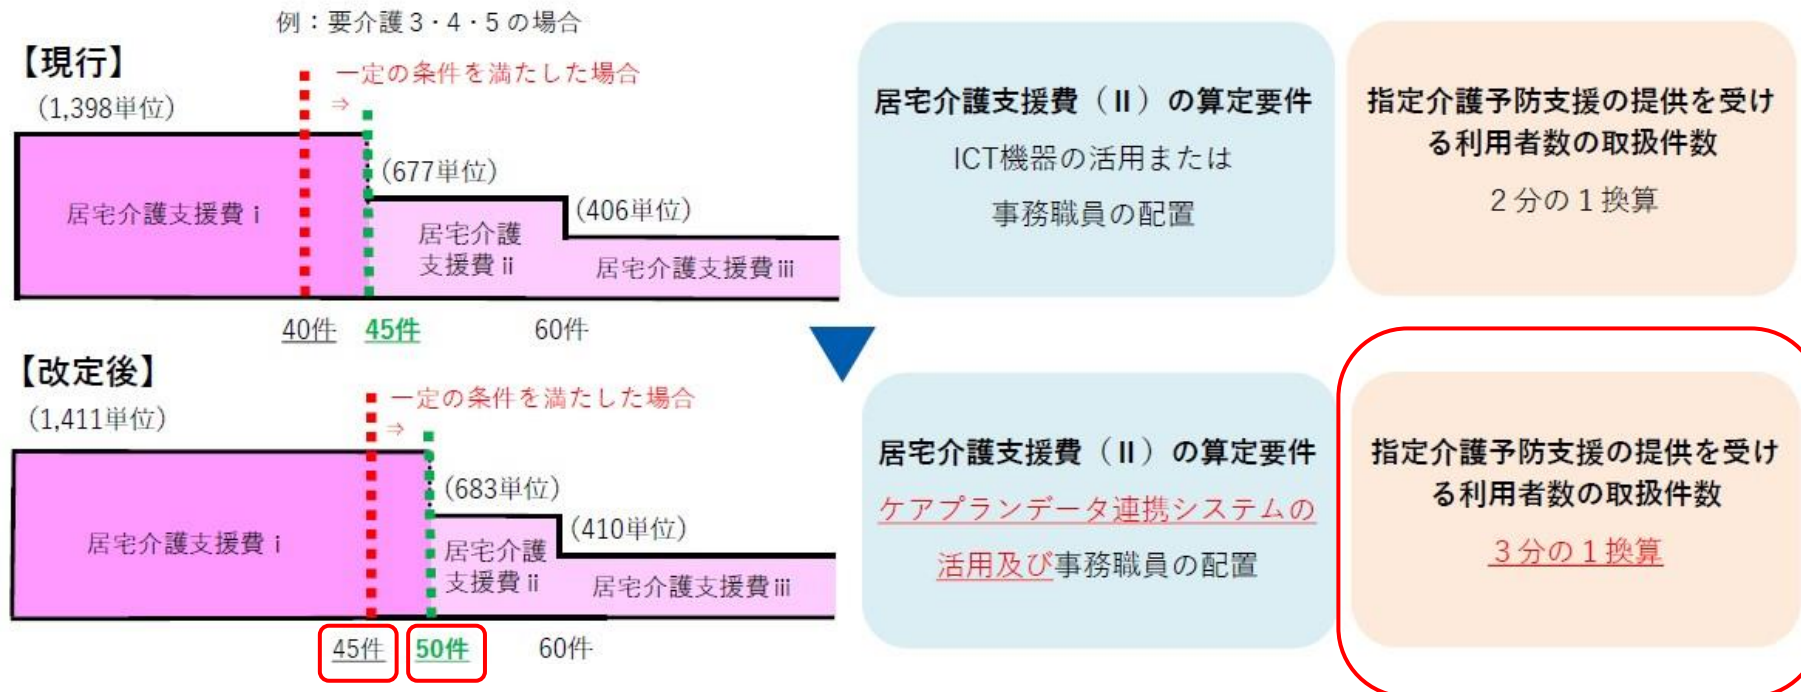 例：要介護3・4・5の場合
【現行】
一定の条件を満たした場合
⇒
（1,398単位）
（677単位）
（406単位）
居宅介護支援費ⅰ
居宅介護
支援費ⅱ
居宅介護支援費ⅲ
40件
45件
60件
居宅介護支援費（Ⅱ）の算定要件
ICT機器の活用または
事務職員の配置
指定介護予防支援の提供を受け
る利用者数の取扱件数
2分の1換算
【改定後】
一定の条件を満たした場合
⇒
（1,411単位）
（683単位）
（410単位）
居宅介護支援費ⅰ
居宅介護
支援費ⅱ
居宅介護支援費ⅲ
45件
50件
60件
居宅介護支援費（Ⅱ）の算定要件
ケアプランデータ連携システムの
活用及び事務職員の配置
指定介護予防支援の提供を受け
る利用者数の取扱件数
3分の1換算